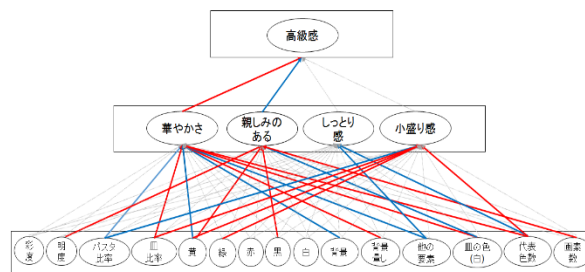 高級感
華やかさ
親しみの
ある
しっとり
感
小盛り感
彩
度
明
度
パスタ
比率
皿
比率
黄
緑
赤
黒
白
背景
背景
量し
他の
要素
皿の色
(白)
代表
色数
画素
数